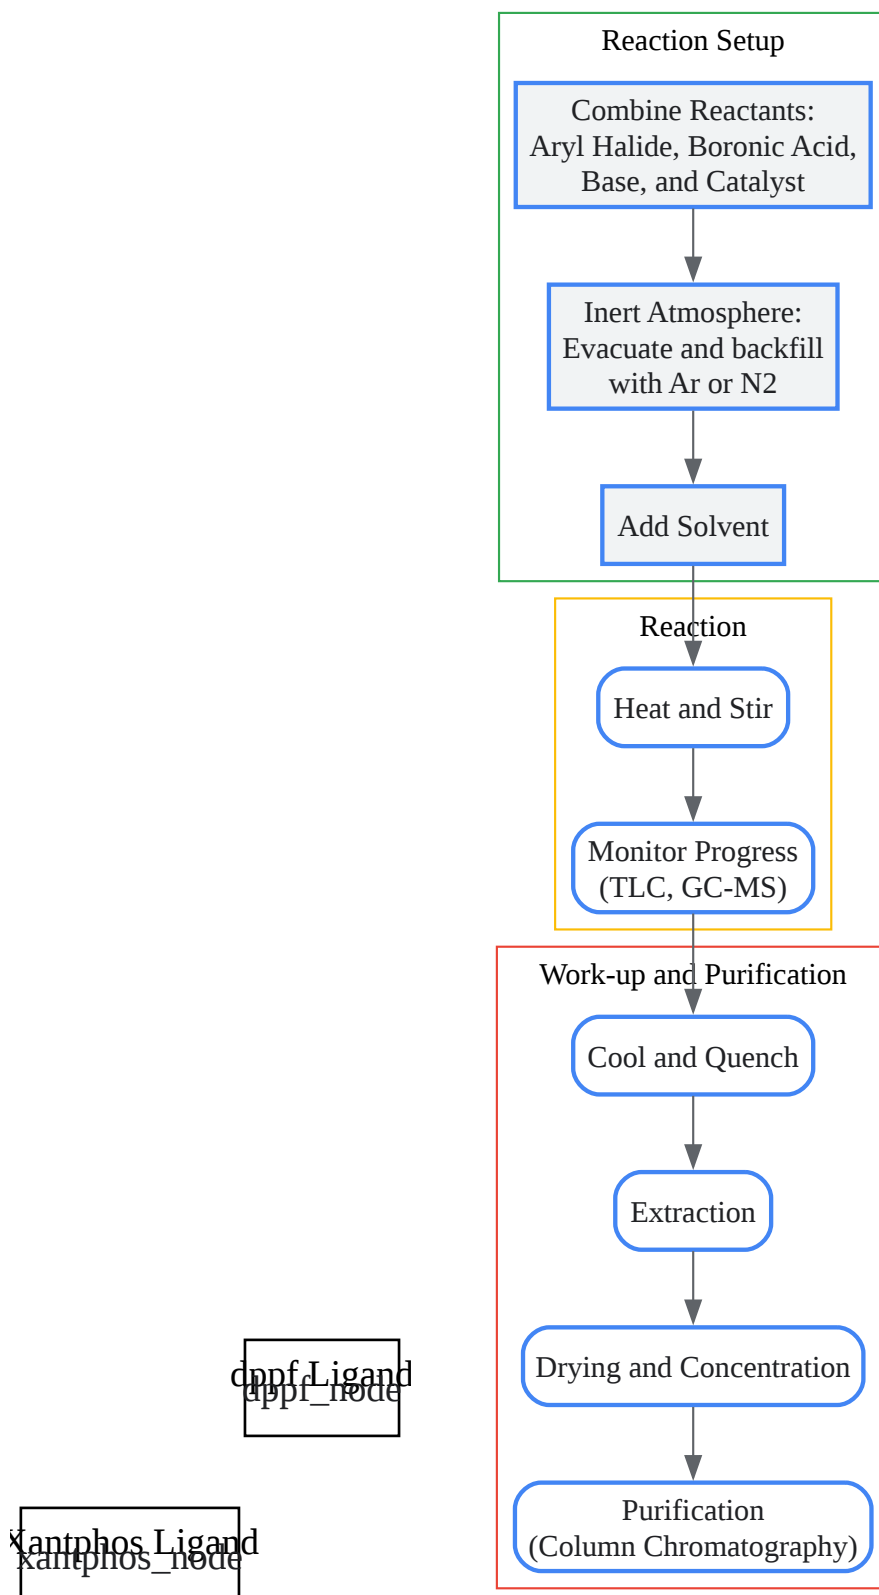 Reaction Setup
Combine Reactants:
Aryl Halide, Boronic Acid,
Base, and Catalyst
Inert Atmosphere:
Evacuate and backfill
with Ar or N2
Add Solvent
Reaction
Heat and Stir
Monitor Progress
(TLC, GC-MS)
Work-up and Purification
Cool and Quench
Extraction
Drying and Concentration
Purification
(Column Chromatography)
dppf Ligand
dppf_node
Xantphos Ligand
xantphos_node